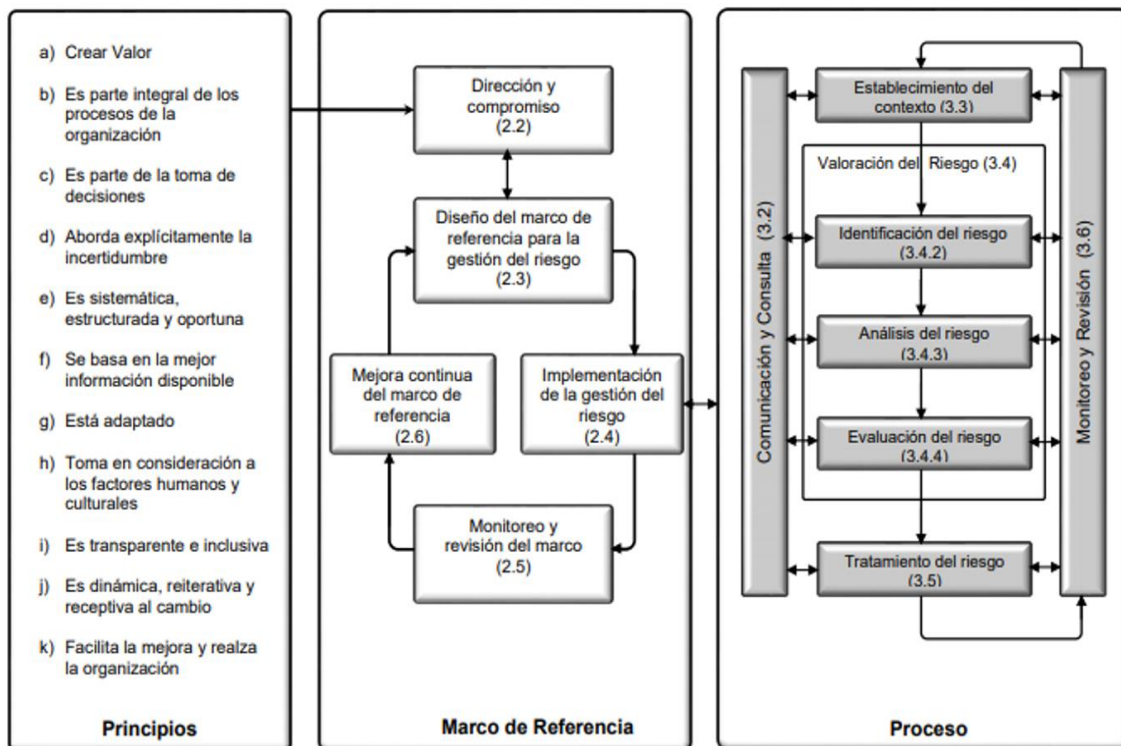 a) Crear Valor
b) Es parte integral de los
procesos de la
organización
c) Es parte de la toma de
decisiones
d) Aborda explícitamente la
incertidumbre
e) Es sistemática,
estructurada y oportuna
f) Se basa en la mejor
información disponible
g) Está adaptado
h) Toma en consideración a
los factores humanos y
culturales
i) Es transparente e inclusiva
j) Es dinámica, reiterativa y
receptiva al cambio
k) Facilita la mejora y realza
la organización
Principios
Dirección y
compromiso
(2.2)
Diseño del marco de
referencia para la
gestión del riesgo
(2.3)
Mejora continua
del marco de
referencia
(2.6)
Implementación
de la gestión del
riesgo
(2.4)
Monitoreo y
revisión del marco
(2.5)
Marco de Referencia
Comunicación y Consulta (3.2)
Establecimiento del
contexto (3.3)
Valoración del Riesgo (3.4)
Identificación del riesgo
(3.4.2)
Análisis del riesgo
(3.4.3)
Evaluación del riesgo
(3.4.4)
Tratamiento del riesgo
(3.5)
Monitoreo y Revisión (3.6)
Proceso